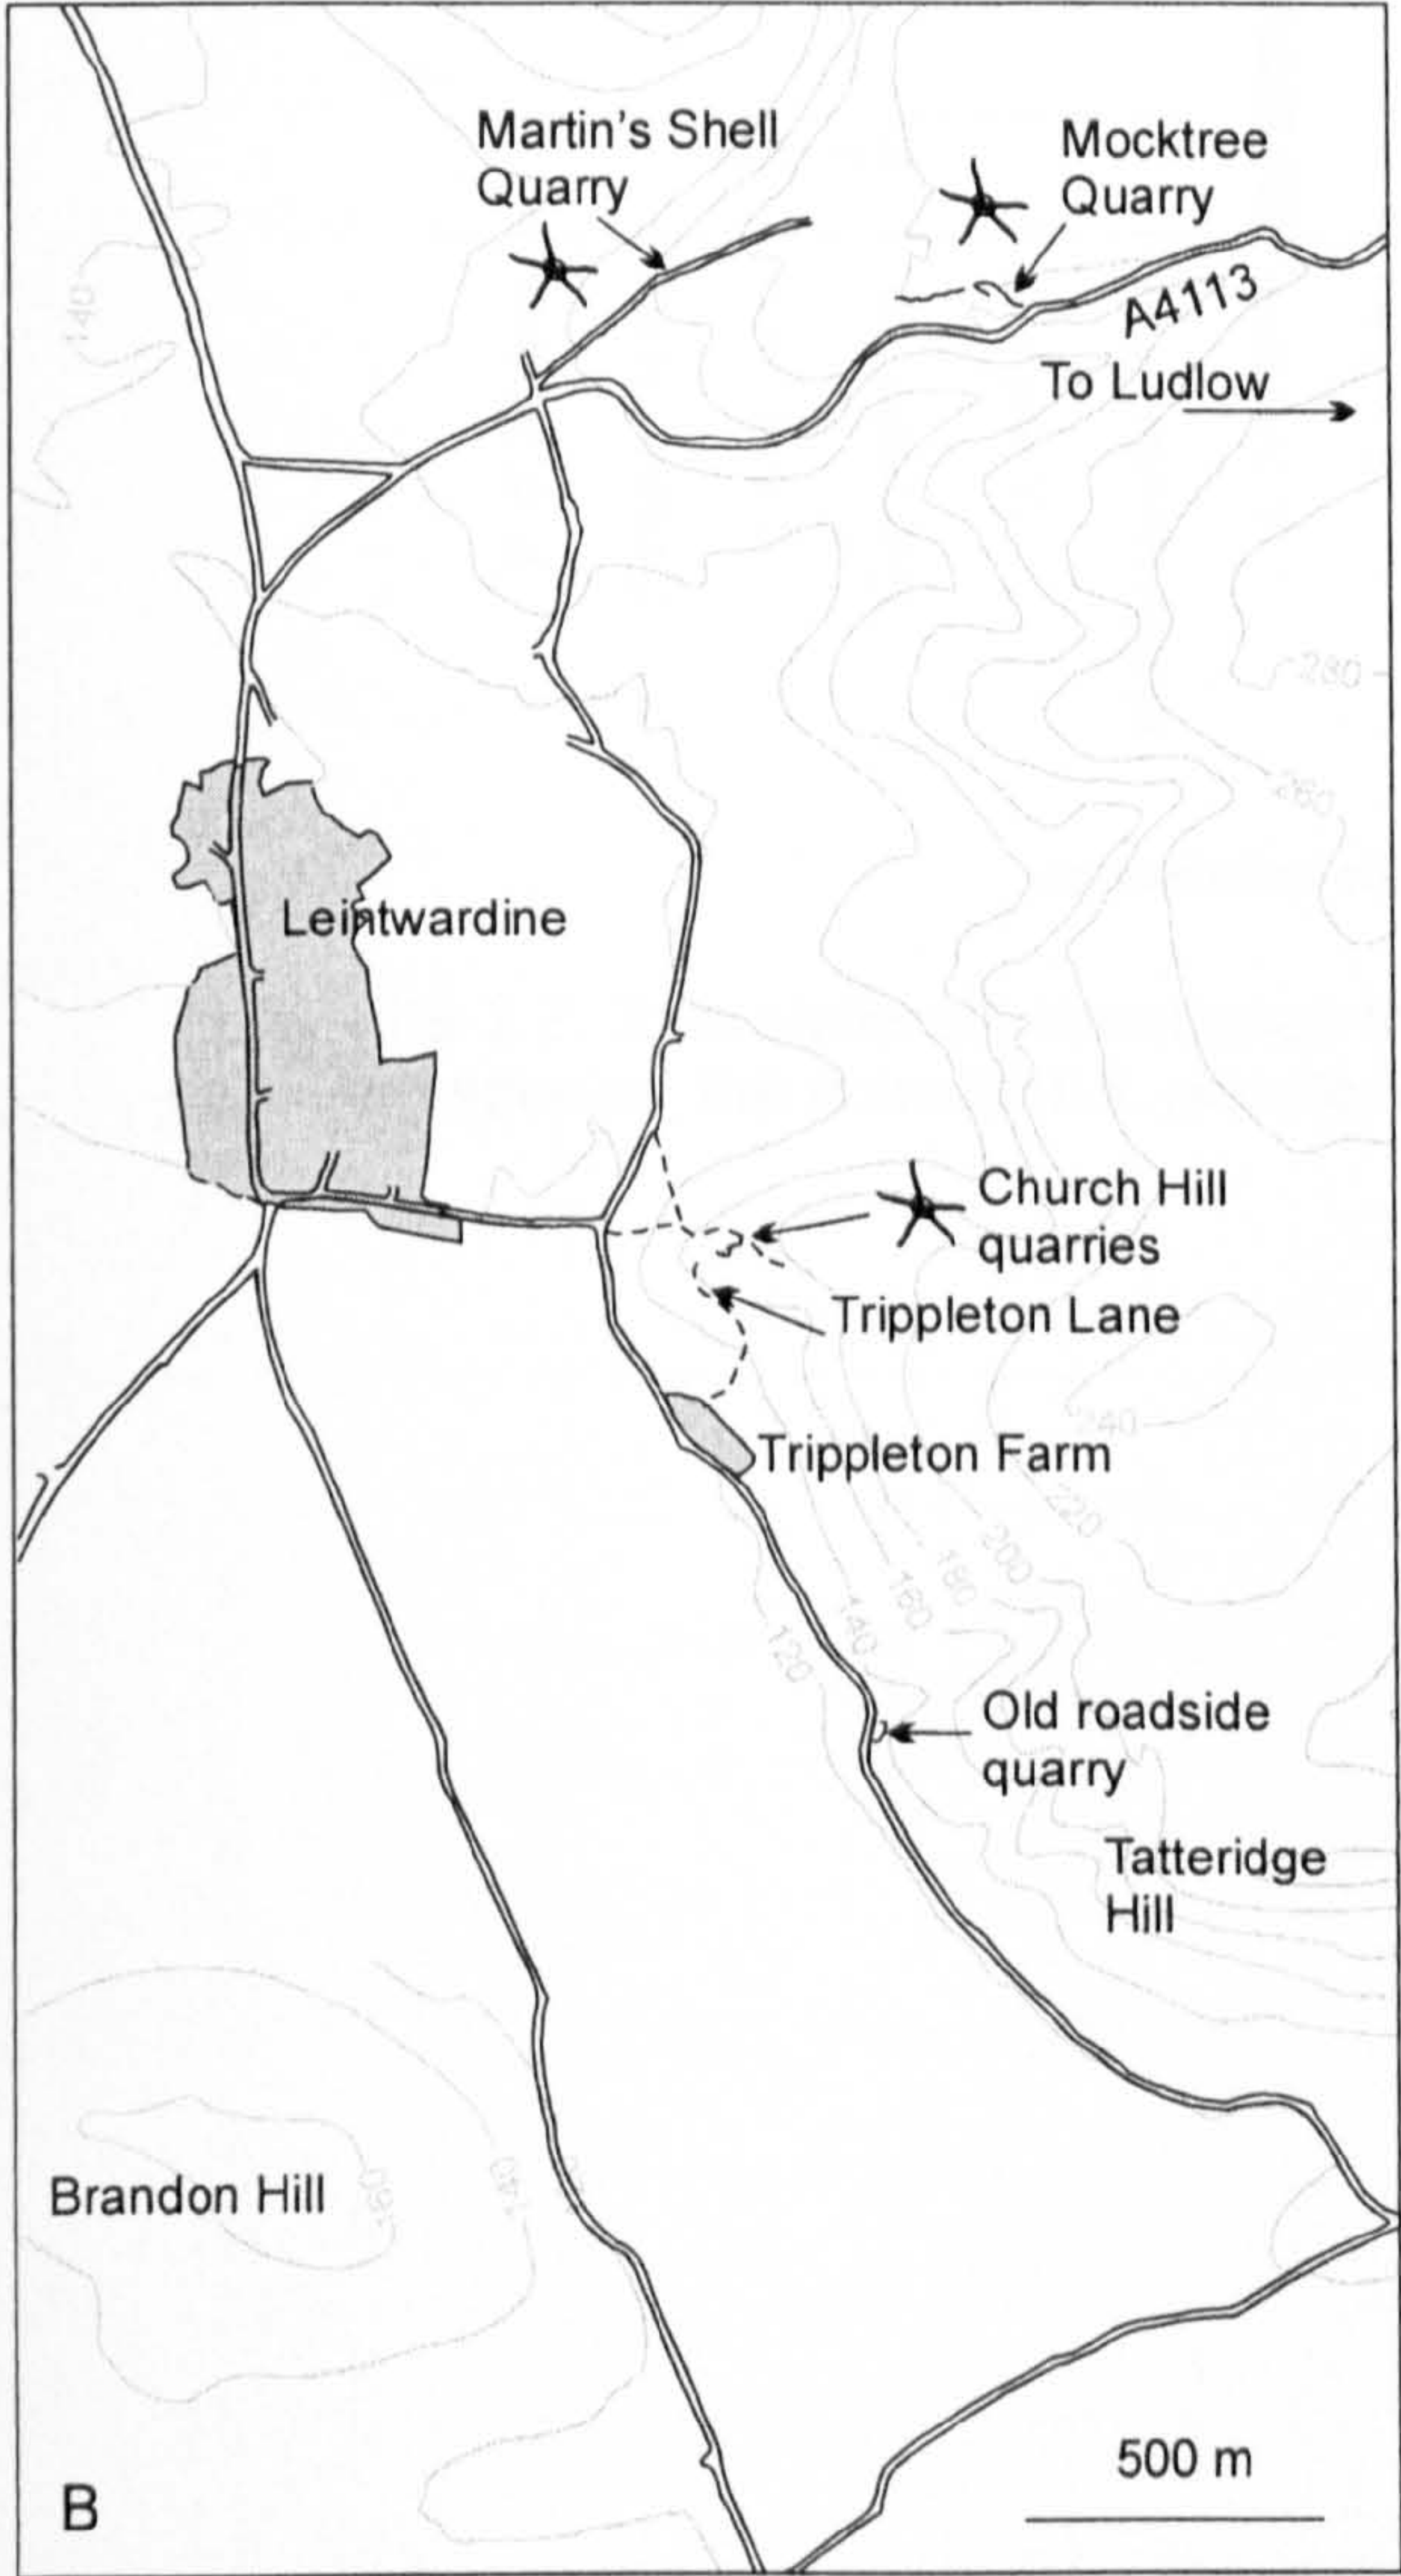 Martin's Shell
Quarry
Mocktree
Quarry
A4113
To Ludlow
140
280
260
Leintwardine
Church Hill
quarries
Trippleton Lane
240
Trippleton Farm
220
200
180
160
140
120
Old roadside
quarry
Tatteridge
Hill
Brandon Hill
160
140
500 m
B